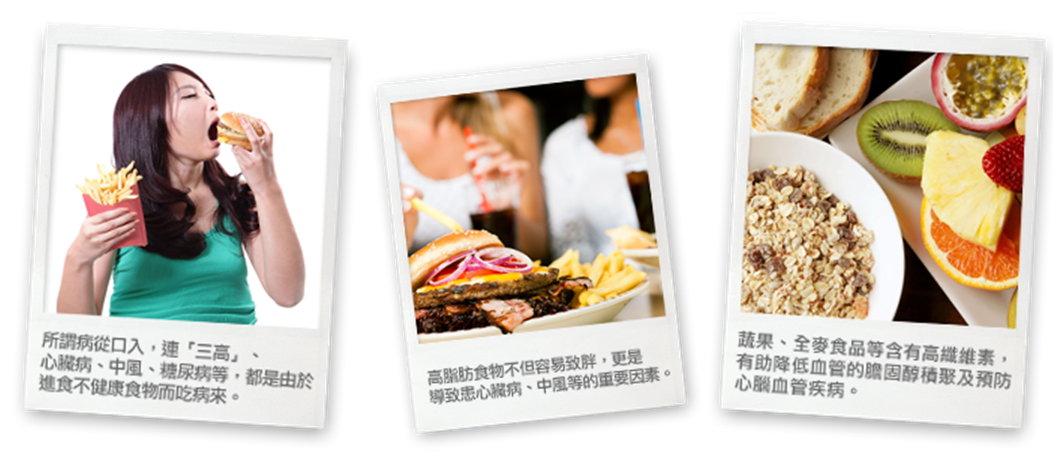 所謂病從口入，連「三高」、
心臟病、中風、糖尿病等，都是由於
進食不健康食物而吃病來。
高脂肪食物不但容易致胖，更是
導致患心臟病、中風等的重要因素。
蔬果、全麥食品等含有高纖維素，
有助降低血管的膽固醇積聚及預防
心腦血管疾病。